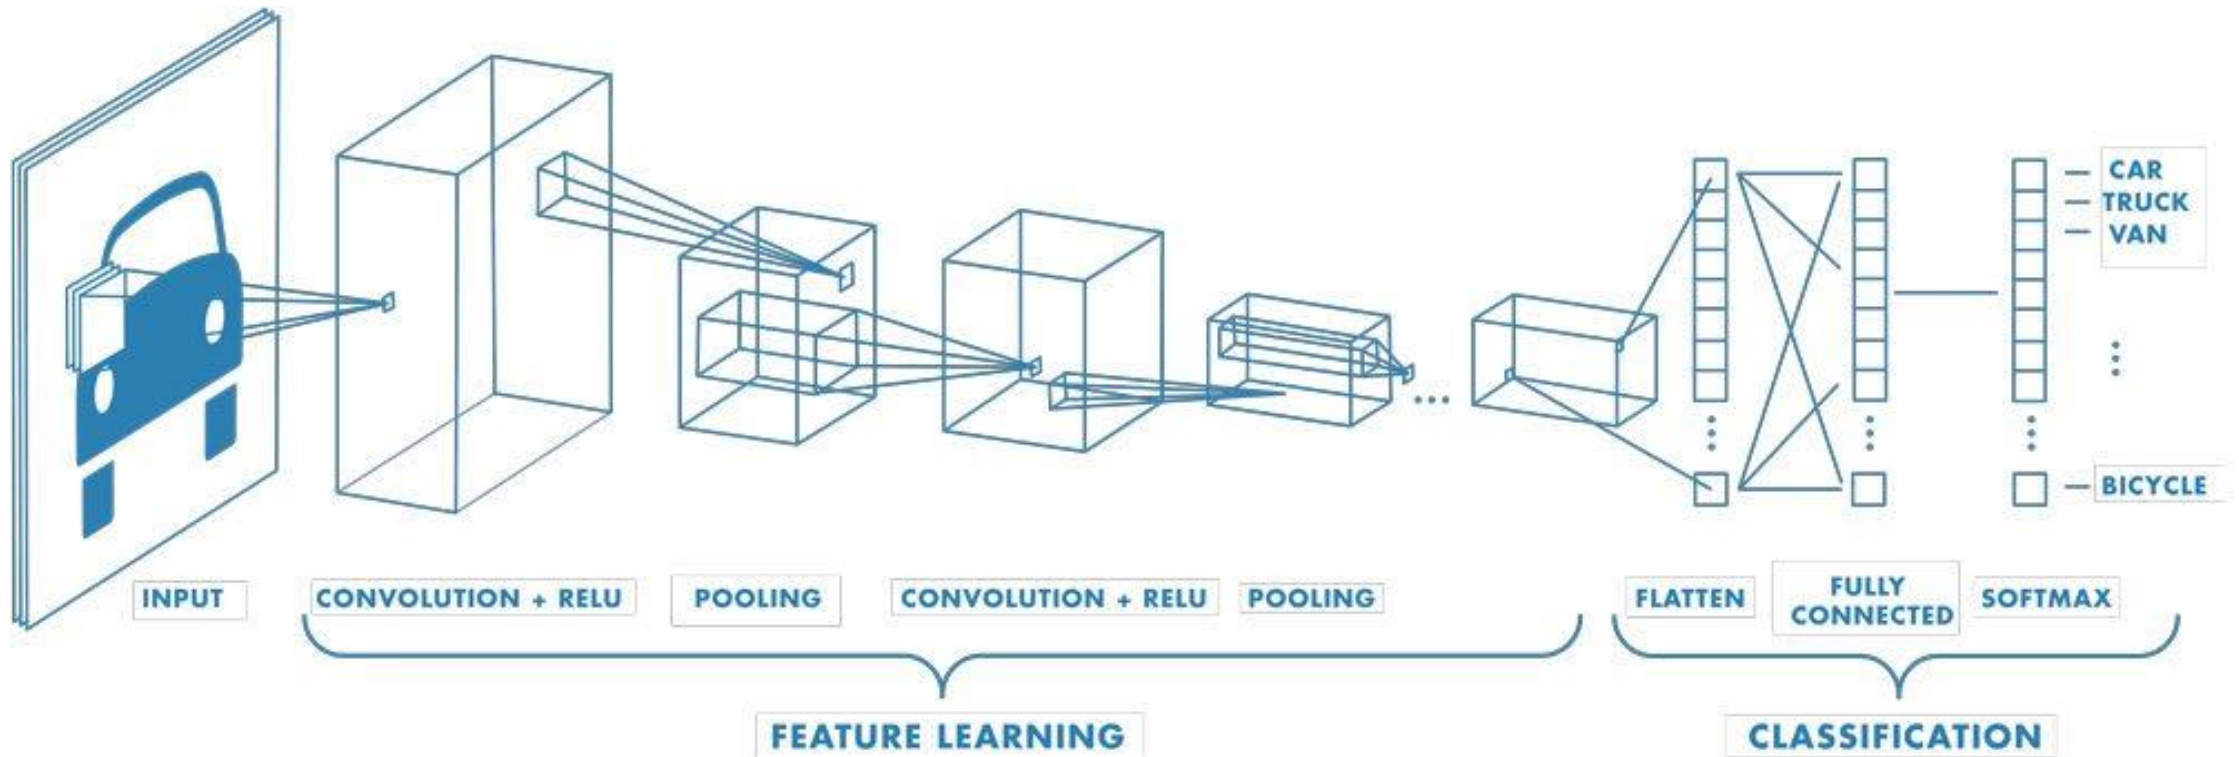 CAR
TRUCK
VAN
BICYCLE
INPUT
CONVOLUTION + RELU
POOLING
CONVOLUTION + RELU
POOLING
FLATTEN
FULLY
CONNECTED
SOFTMAX
FEATURE LEARNING
CLASSIFICATION